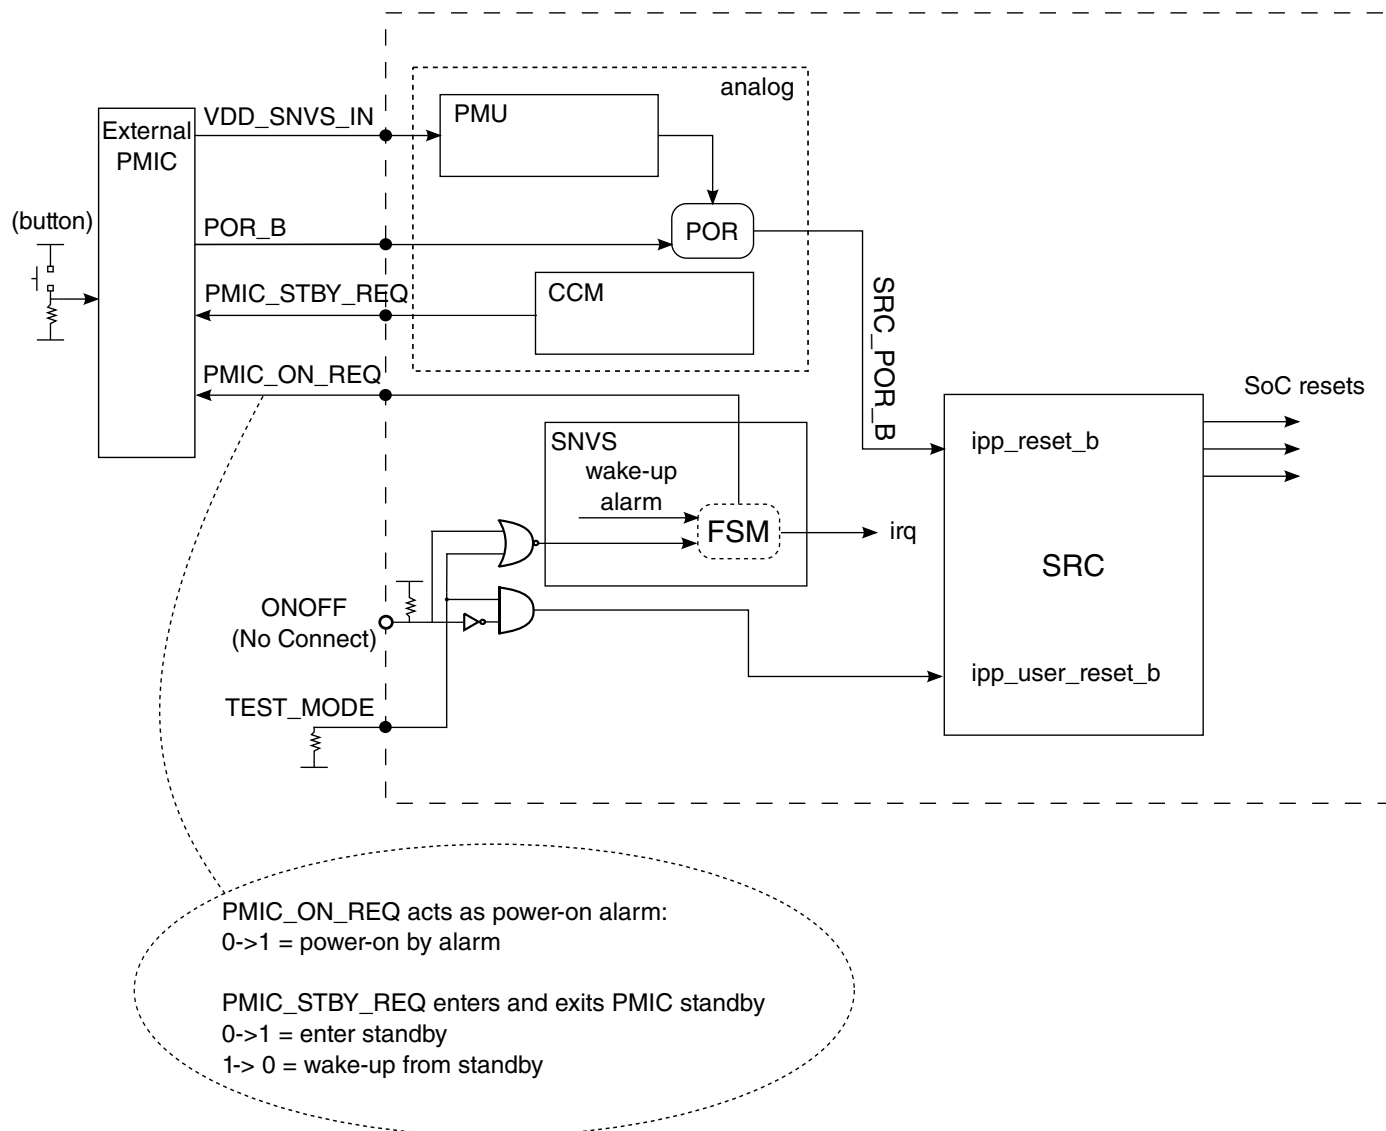 analog
VDD_SNVS_IN
PMU
External
PMIC
(button)
POR_B
POR
PMIC_STBY_REQ
CCM
SRC_POR_B
PMIC_ON_REQ
SoC resets
SNVS
wake-up
alarm
FSM
irq
ipp_reset_b
SRC
ONOFF
(No Connect)
ipp_user_reset_b
TEST_MODE
PMIC_ON_REQ acts as power-on alarm:
0->1 = power-on by alarm
PMIC_STBY_REQ enters and exits PMIC standby
0->1 = enter standby
1-> 0 = wake-up from standby